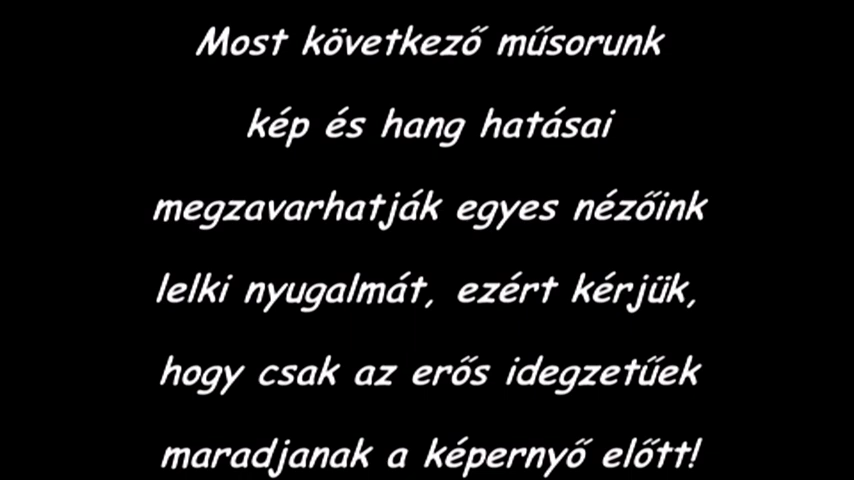 Most következő műsorunk
kép és hang hatásai
megzavarhatják egyes nézőink
lelki nyugalmát, ezért kérjük,
hogy csak az erős idegzetűek
maradjanak a képernyő előtt!